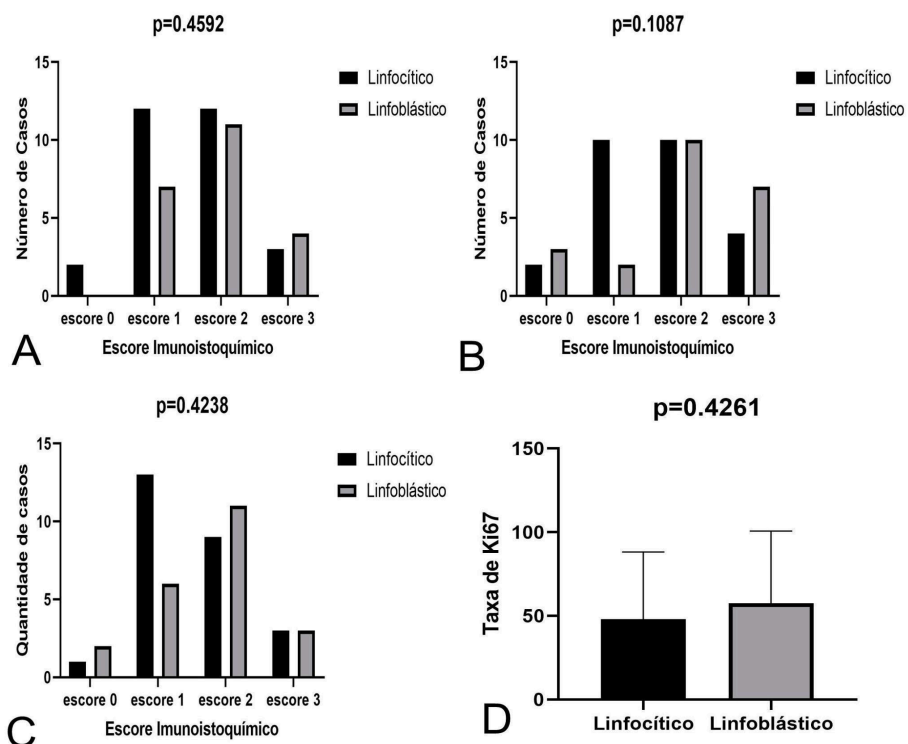 p=0.4592
15
10
5
0
Número de Casos
escore 0 escore 1 escore 2 escore 3
Escore Imunoistoquímico
Linfocítico
Linfoblástico
A
p=0.1087
15
10
5
0
Número de Casos
escore 0 escore 1 escore 2 escore 3
Escore Imunoistoquímico
Linfocítico
Linfoblástico
B
p=0.4238
15
10
5
0
Quantidade de casos
escore 0 escore 1 escore 2 escore 3
Escore Imunoistoquímico
Linfocítico
Linfoblástico
C
p=0.4261
150
100
50
0
Taxa de Ki67
Linfocítico Linfoblástico
D